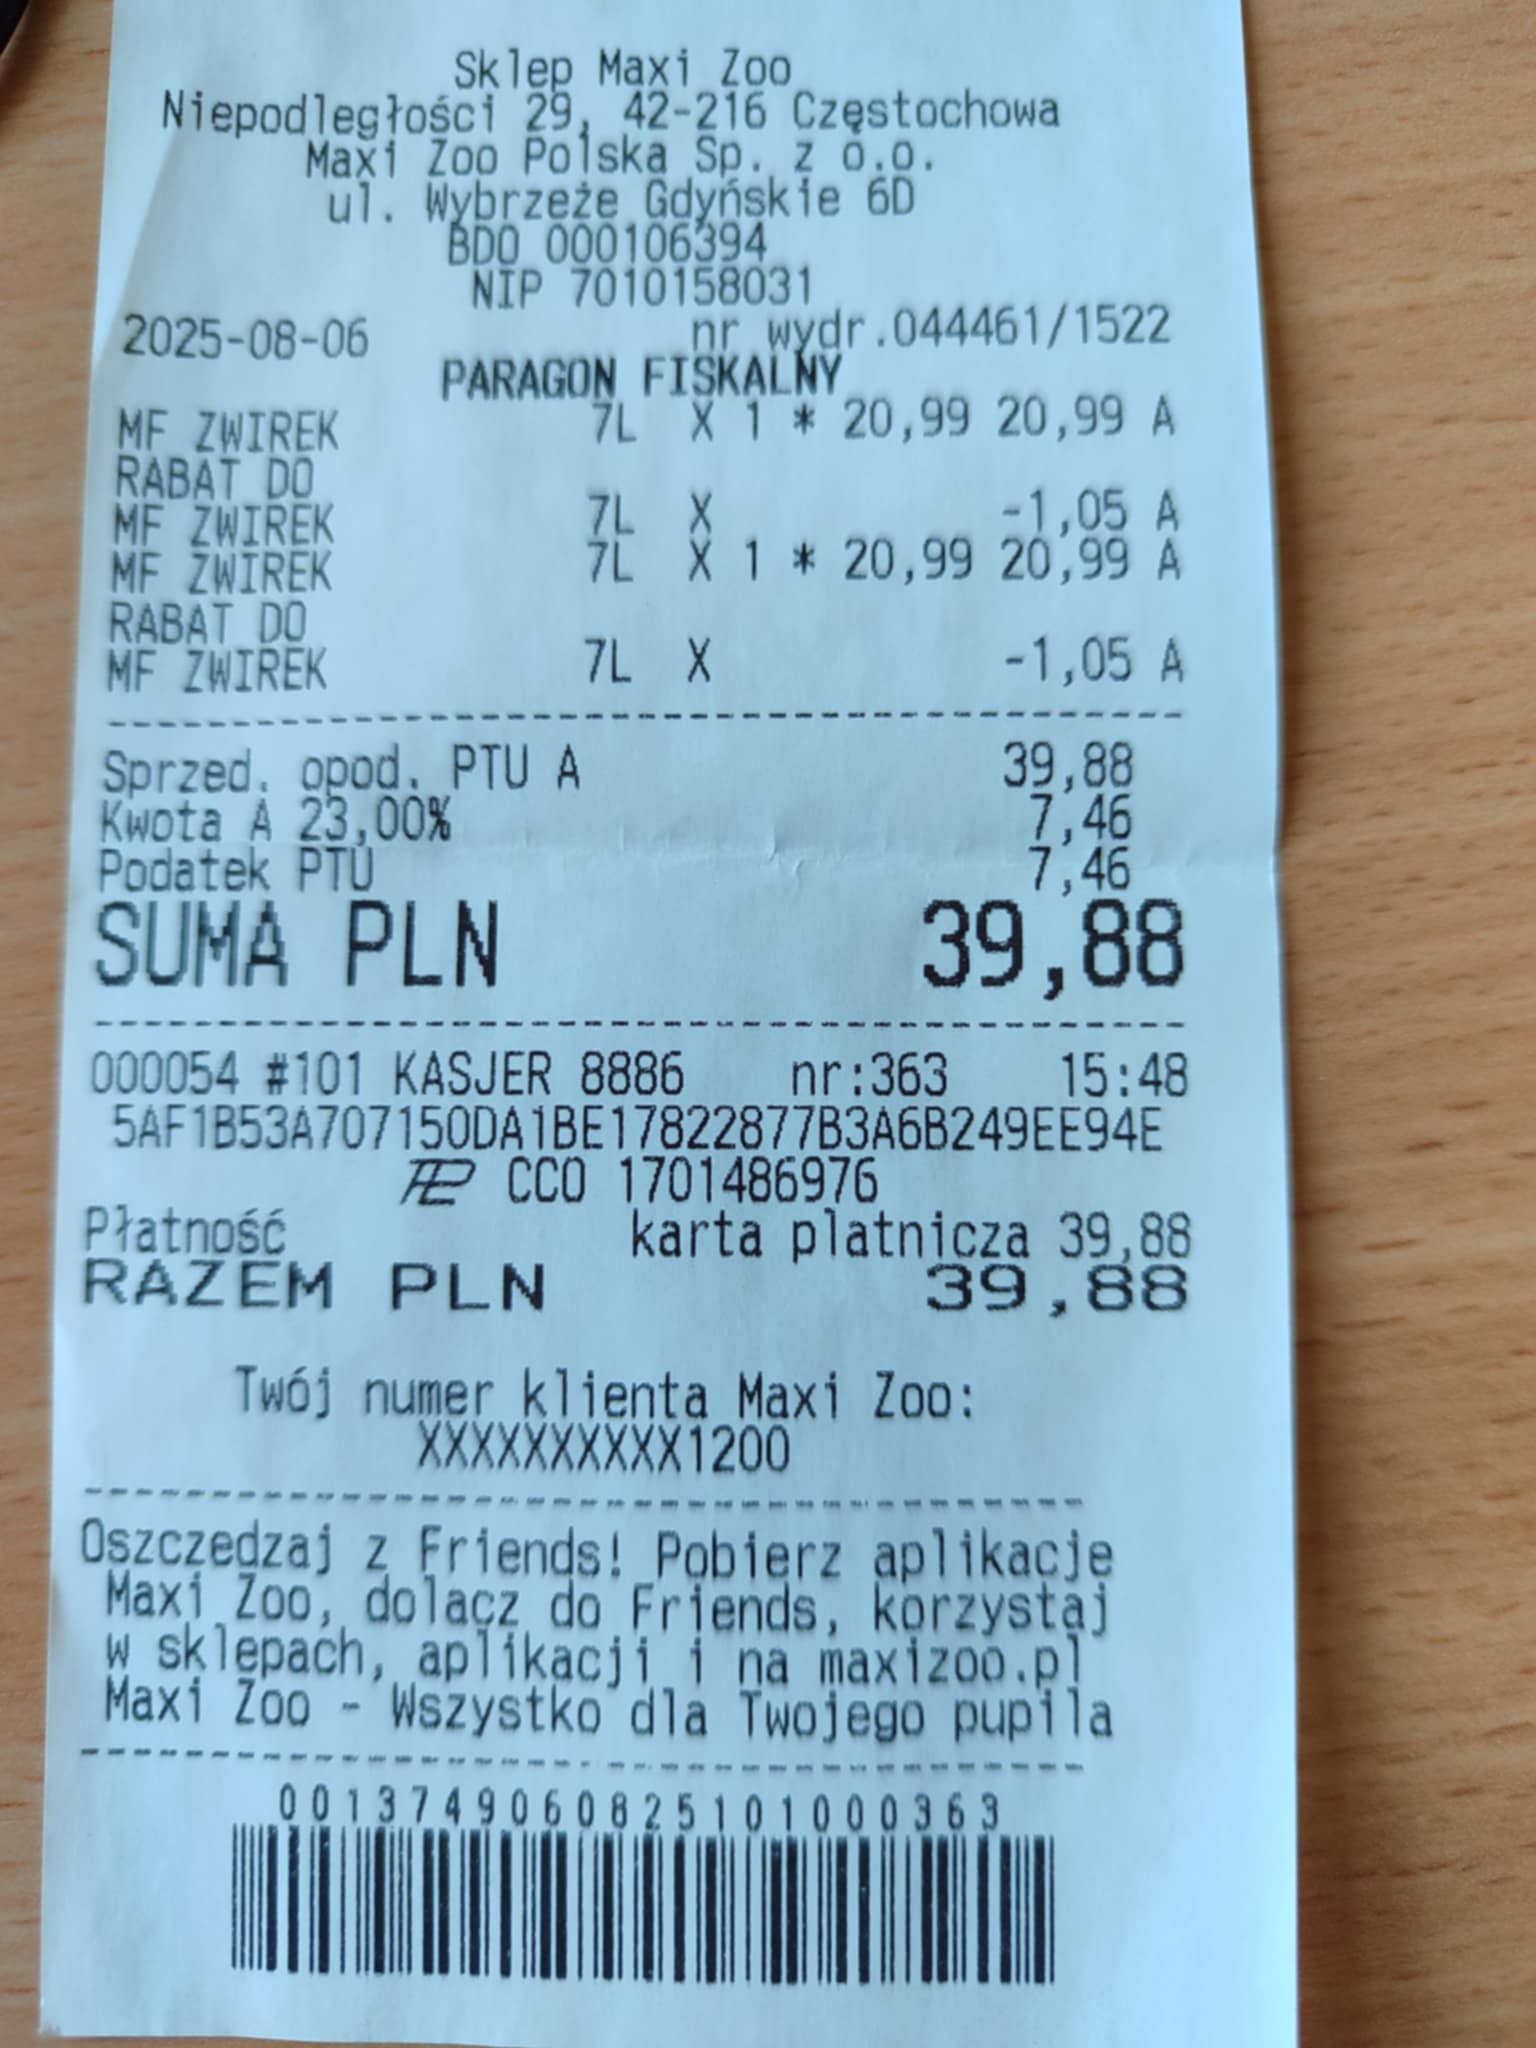 Sklep Maxi Zoo
Niepodległości 29, 42-216 Częstochowa
Maxi Zoo Polska Sp. z o.o.
ul. Wybrzeże Gdyńskie 6D
BDO 000106394
NIP 7010158031
2025-08-06 nr wydr.044461/1522
PARAGON FISKALNY
MF ZWIREK 7L X 1 * 20,99 20,99 A
RABAT DO
MF ZWIREK 7L X -1,05 A
MF ZWIREK 7L X 1 * 20,99 20,99 A
RABAT DO
MF ZWIREK 7L X -1,05 A
Sprzed. opod. PTU A 39,88
Kwota A 23,00% 7,46
Podatek PTU 7,46
SUMA PLN 39,88
000054 #101 KASJER 8886 nr:363 15:48
5AF1B53A707150DA1BE17822877B3A6B249EE94E
CCO 1701486976
Płatność karta platnicza 39,88
RAZEM PLN 39,88
Twój numer klienta Maxi Zoo:
XXXXXXXXXX1200
Oszczedzaj z Friends! Pobierz aplikacje
Maxi Zoo, dolacz do Friends, korzystaj
w sklepach, aplikacji i na maxizoo.pl
Maxi Zoo - Wszystko dla Twojego pupila
0013749060825101000363